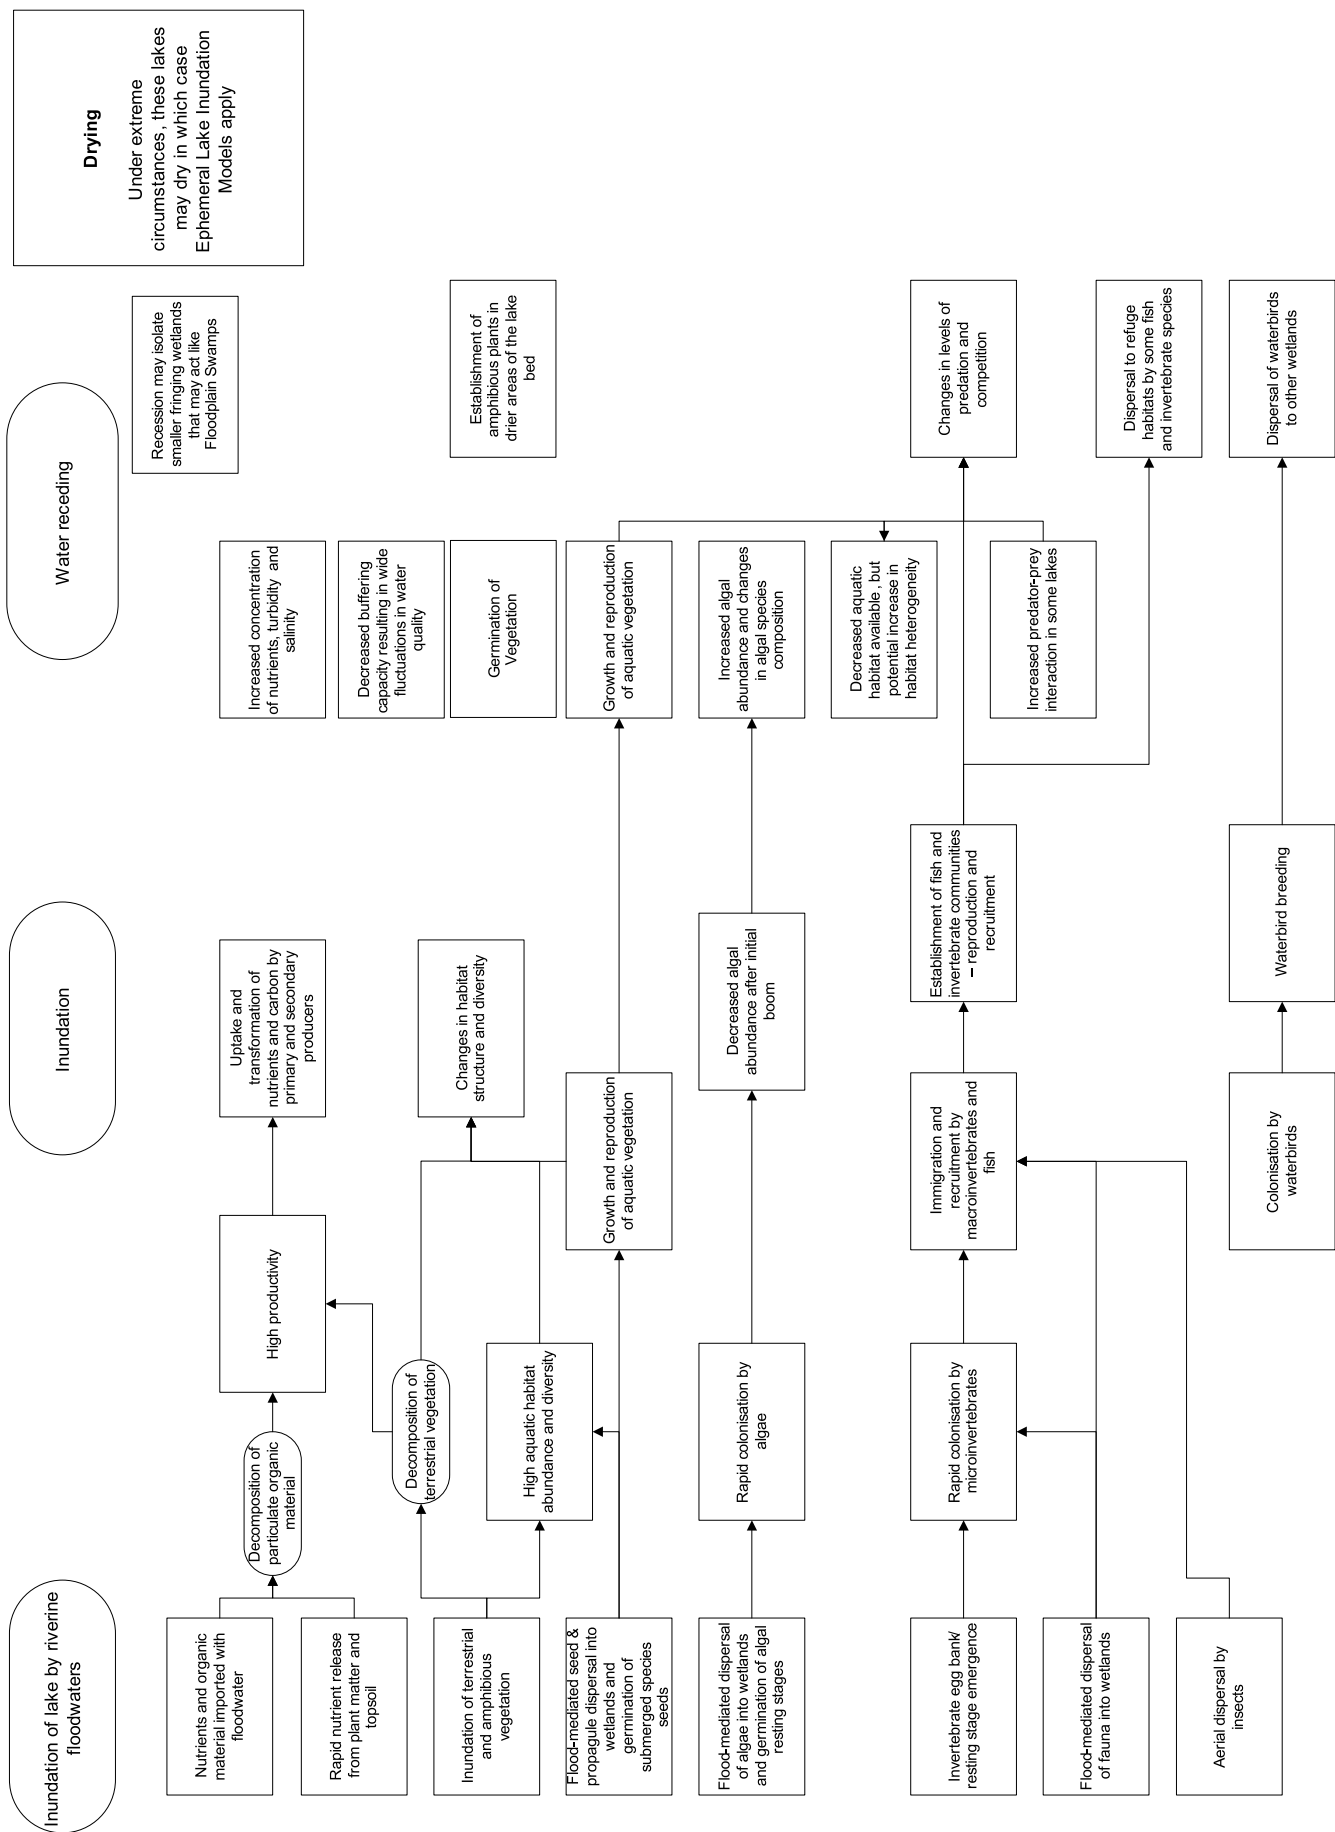 Inundation of lake by riverine
floodwaters
Inundation
Water receding
Drying
Under extreme
circumstances, these lakes
may dry in which case
Ephemeral Lake Inundation
Models apply
Recession may isolate
smaller fringing wetlands
that may act like
Floodplain Swamps
Nutrients and organic
material imported with
floodwater
Rapid nutrient release
from plant matter and
topsoil
Decomposition of
particulate organic
material
High productivity
Uptake and
transformation of
nutrients and carbon by
primary and secondary
producers
Increased concentration
of nutrients, turbidity and
salinity
Decreased buffering
capacity resulting in wide
fluctuations in water
quality
Inundation of terrestrial
and amphibious
vegetation
Decomposition of
terrestrial vegetation
High aquatic habitat
abundance and diversity
Changes in habitat
structure and diversity
Germination of
Vegetation
Establishment of
amphibious plants in
drier areas of the lake
bed
Flood-mediated seed &
propagule dispersal into
wetlands and
germination of
submerged species
seeds
Growth and reproduction
of aquatic vegetation
Growth and reproduction
of aquatic vegetation
Flood-mediated dispersal
of algae into wetlands
and germination of algal
resting stages
Rapid colonisation by
algae
Decreased algal
abundance after initial
boom
Increased algal
abundance and changes
in algal species
composition
Decreased aquatic
habitat available, but
potential increase in
habitat heterogeneity
Invertebrate egg bank/
resting stage emergence
Rapid colonisation by
microinvertebrates
Immigration and
recruitment by
macroinvertebrates and
fish
Establishment of fish and
invertebrate communities
– reproduction and
recruitment
Changes in levels of
predation and
competition
Increased predator-prey
interaction in some lakes
Flood-mediated dispersal
of fauna into wetlands
Dispersal to refuge
habitats by some fish
and invertebrate species
Aerial dispersal by
insects
Colonisation by
waterbirds
Waterbird breeding
Dispersal of waterbirds
to other wetlands